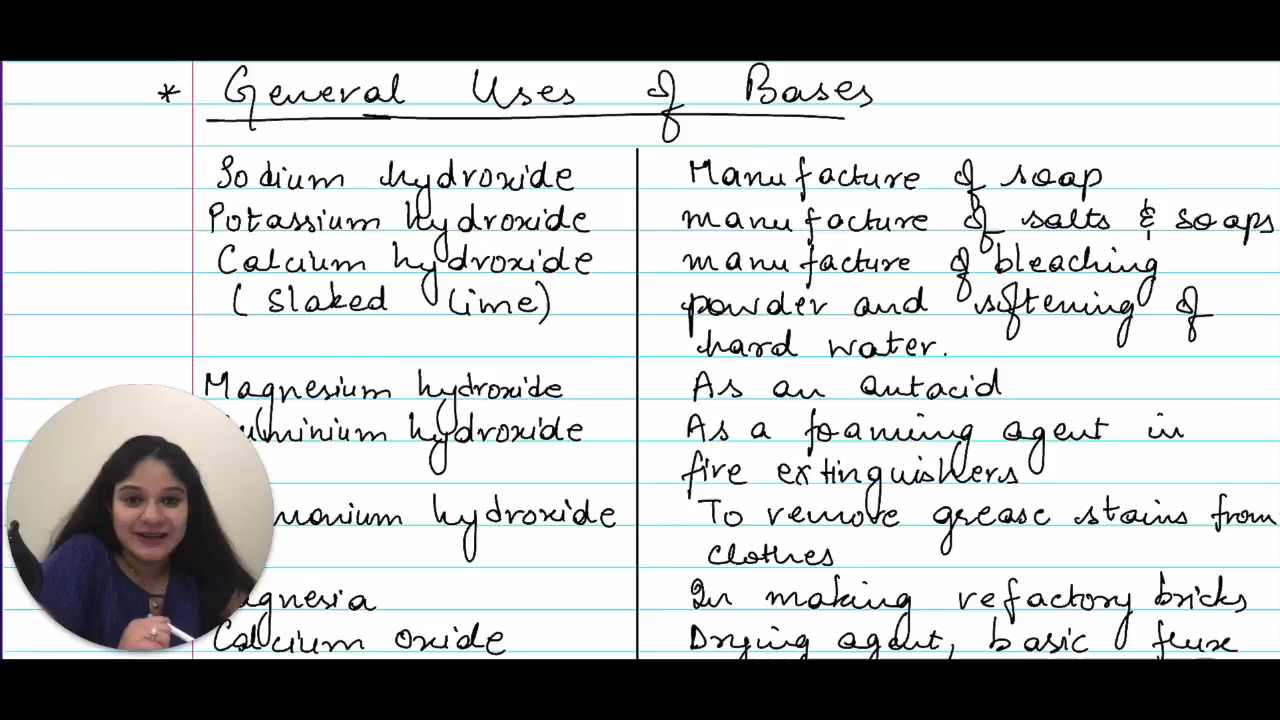 * General Uses of Bases
Sodium hydroxide Manufacture of soap
Potassium hydroxide manufacture of salts & soaps
Calcium hydroxide manufacture of bleaching
(slaked lime) powder and softening of
hard water.
Magnesium hydroxide As an antacid
hydroxide As a foaming agent in
fire extinguishers
hydroxide To remove grease stains from
clothes
In making refactory bricks
Calcium oxide Drying agent, basic flux